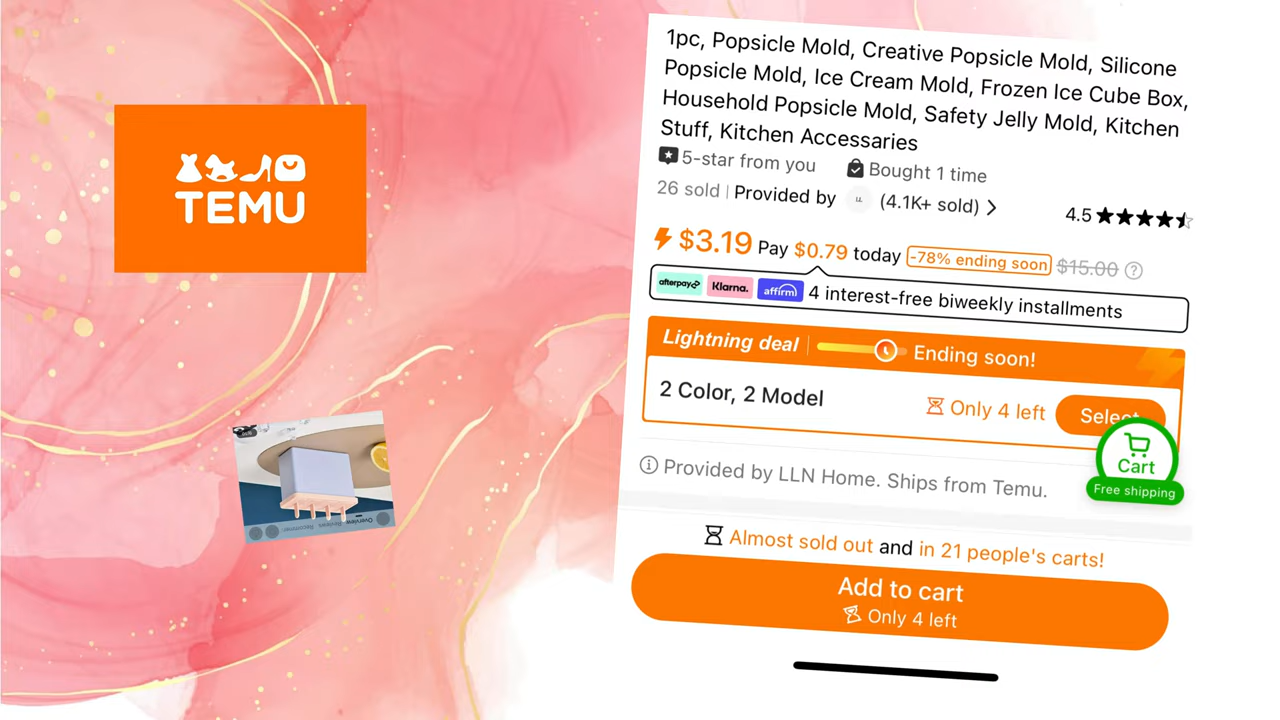 TEMU
1pc, Popsicle Mold, Creative Popsicle Mold, Silicone
Popsicle Mold, Ice Cream Mold, Frozen Ice Cube Box,
Household Popsicle Mold, Safety Jelly Mold, Kitchen
Stuff, Kitchen Accessaries
5-star from you Bought 1 time
26 sold | Provided by (4.1K+ sold) >
4.5
$3.19 Pay $0.79 today -78% ending soon $15.00 ?
afterpay Klarna. affirm 4 interest-free biweekly installments
Lightning deal | Ending soon!
2 Color, 2 Model Only 4 left Select
Cart
Free shipping
Provided by LLN Home. Ships from Temu.
Almost sold out and in 21 people's carts!
Add to cart
Only 4 left
Overview Reviews Recommen